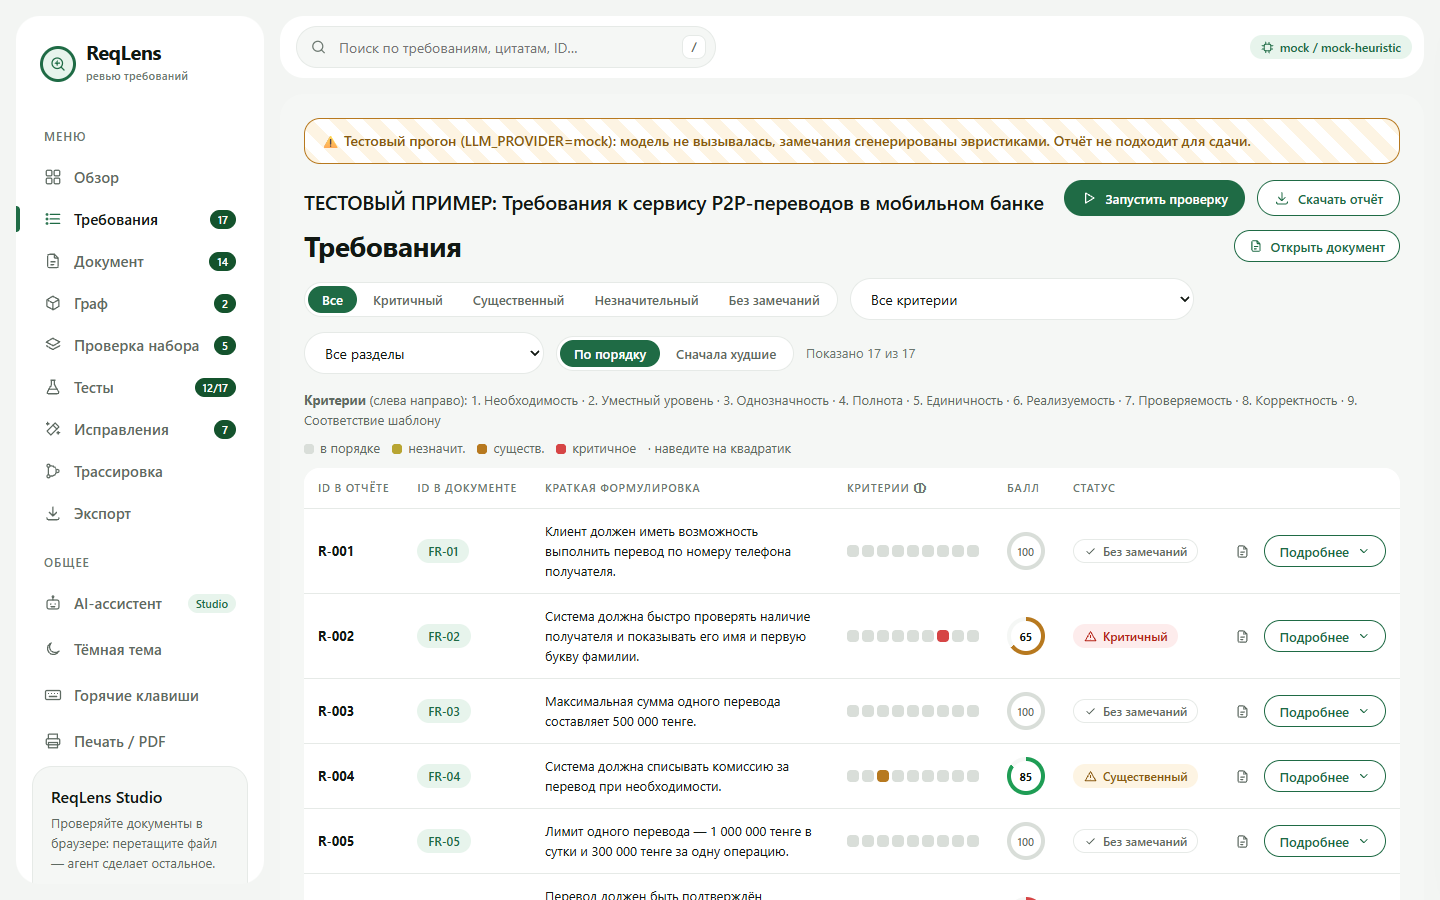 ReqLens
ревью требований
МЕНЮ
Обзор
Требования 17
Документ 14
Граф 2
Проверка набора 5
Тесты 12/17
Исправления 7
Трассировка
Экспорт
ОБЩЕЕ
AI-ассистент Studio
Тёмная тема
Горячие клавиши
Печать / PDF
ReqLens Studio
Проверяйте документы в
браузере: перетащите файл
— агент сделает остальное.
Поиск по требованиям, цитатам, ID... /
mock / mock-heuristic
Тестовый прогон (LLM_PROVIDER=mock): модель не вызывалась, замечания сгенерированы эвристиками. Отчёт не подходит для сдачи.
ТЕСТОВЫЙ ПРИМЕР: Требования к сервису P2P-переводов в мобильном банке
Запустить проверку
Скачать отчёт
Требования
Открыть документ
Все Критичный Существенный Незначительный Без замечаний
Все критерии
Все разделы
По порядку Сначала худшие
Показано 17 из 17
Критерии (слева направо): 1. Необходимость · 2. Уместный уровень · 3. Однозначность · 4. Полнота · 5. Единичность · 6. Реализуемость · 7. Проверяемость · 8. Корректность · 9.
Соответствие шаблону
в порядке незначит. существ. критичное · наведите на квадратик
ID В ОТЧЁТЕ ID В ДОКУМЕНТЕ КРАТКАЯ ФОРМУЛИРОВКА КРИТЕРИИ БАЛЛ СТАТУС
R-001 FR-01
Клиент должен иметь возможность
выполнить перевод по номеру телефона
получателя.
100 Без замечаний Подробнее
R-002 FR-02
Система должна быстро проверять наличие
получателя и показывать его имя и первую
букву фамилии.
65 Критичный Подробнее
R-003 FR-03
Максимальная сумма одного перевода
составляет 500 000 тенге.
100 Без замечаний Подробнее
R-004 FR-04
Система должна списывать комиссию за
перевод при необходимости.
85 Существенный Подробнее
R-005 FR-05
Лимит одного перевода — 1 000 000 тенге в
сутки и 300 000 тенге за одну операцию.
100 Без замечаний Подробнее
Перевод должен быть подтверждён